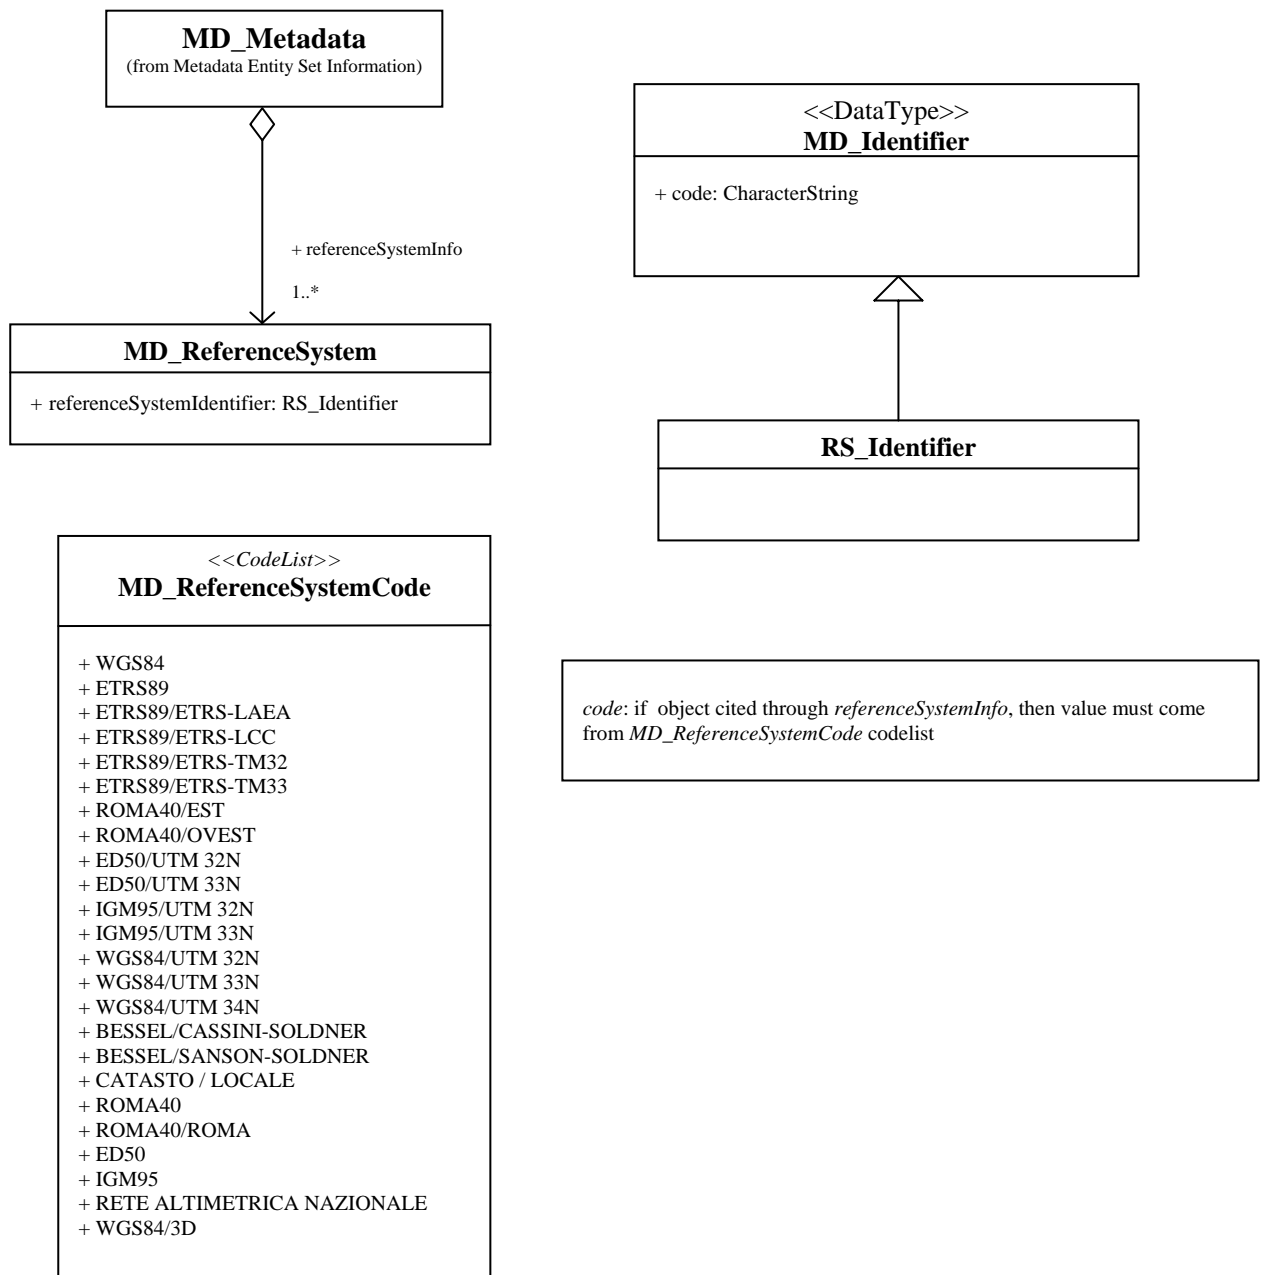 MD_Metadata
(from Metadata Entity Set Information)
+ referenceSystemInfo
1..*
MD_ReferenceSystem
+ referenceSystemIdentifier: RS_Identifier
<<DataType>>
MD_Identifier
+ code: CharacterString
RS_Identifier
<<CodeList>>
MD_ReferenceSystemCode
+ WGS84
+ ETRS89
+ ETRS89/ETRS-LAEA
+ ETRS89/ETRS-LCC
+ ETRS89/ETRS-TM32
+ ETRS89/ETRS-TM33
+ ROMA40/EST
+ ROMA40/OVEST
+ ED50/UTM 32N
+ ED50/UTM 33N
+ IGM95/UTM 32N
+ IGM95/UTM 33N
+ WGS84/UTM 32N
+ WGS84/UTM 33N
+ WGS84/UTM 34N
+ BESSEL/CASSINI-SOLDNER
+ BESSEL/SANSON-SOLDNER
+ CATASTO / LOCALE
+ ROMA40
+ ROMA40/ROMA
+ ED50
+ IGM95
+ RETE ALTIMETRICA NAZIONALE
+ WGS84/3D
code: if object cited through referenceSystemInfo, then value must come
from MD_ReferenceSystemCode codelist